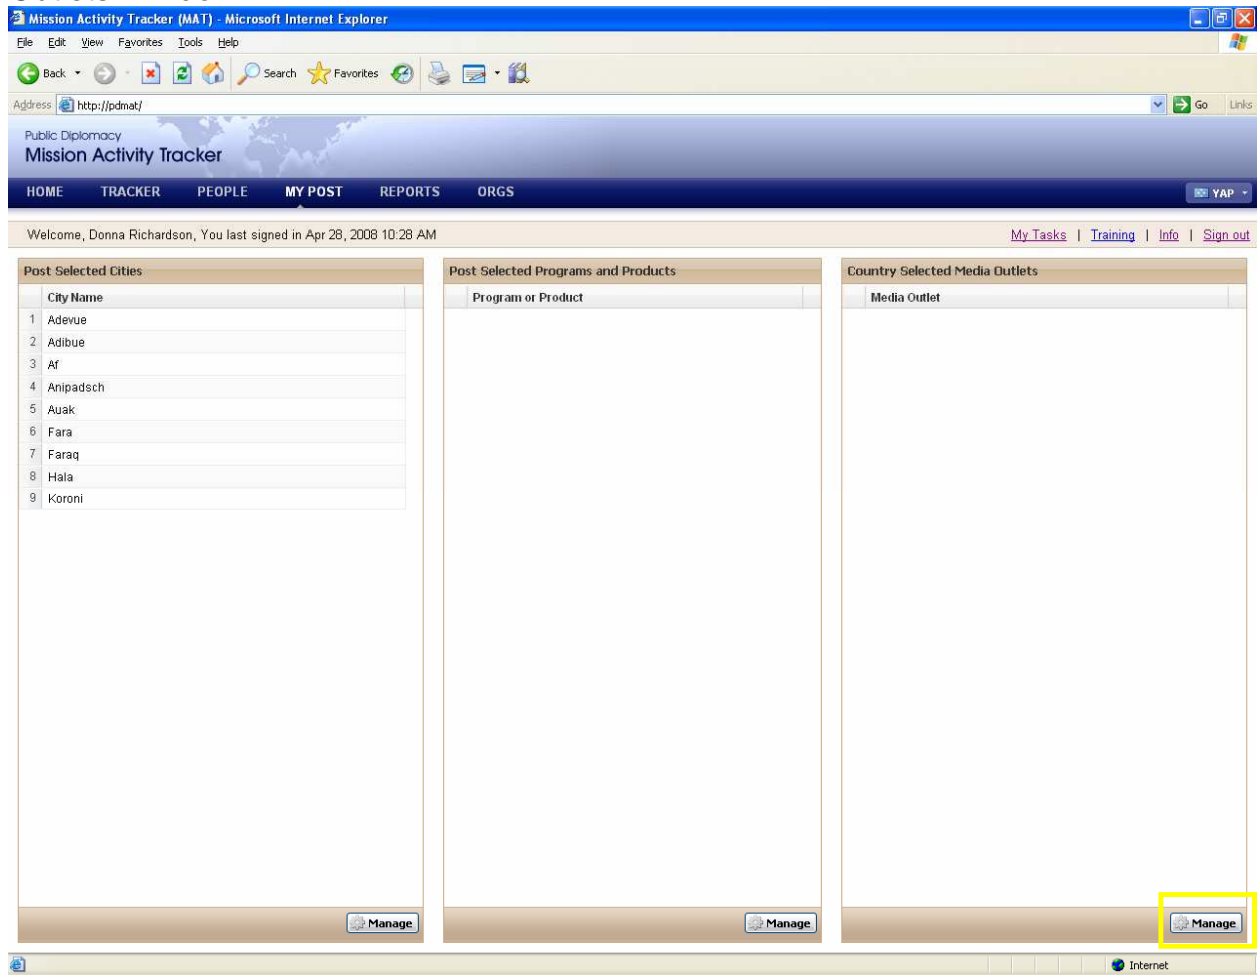 Mission Activity Tracker (MAT) - Microsoft Internet Explorer
File Edit View Favorites Tools Help
Back Search Favorites
Address http://pdmat/ Go Links
Public Diplomacy
Mission Activity Tracker
HOME TRACKER PEOPLE MY POST REPORTS ORGS YAP
Welcome, Donna Richardson, You last signed in Apr 28, 2008 10:28 AM My Tasks | Training | Info | Sign out
Post Selected Cities Post Selected Programs and Products Country Selected Media Outlets
City Name Program or Product Media Outlet
1 Adevue
2 Adibue
3 Af
4 Anipadsch
5 Auak
6 Fara
7 Faraq
8 Hala
9 Koroni
Manage Manage Manage
Internet